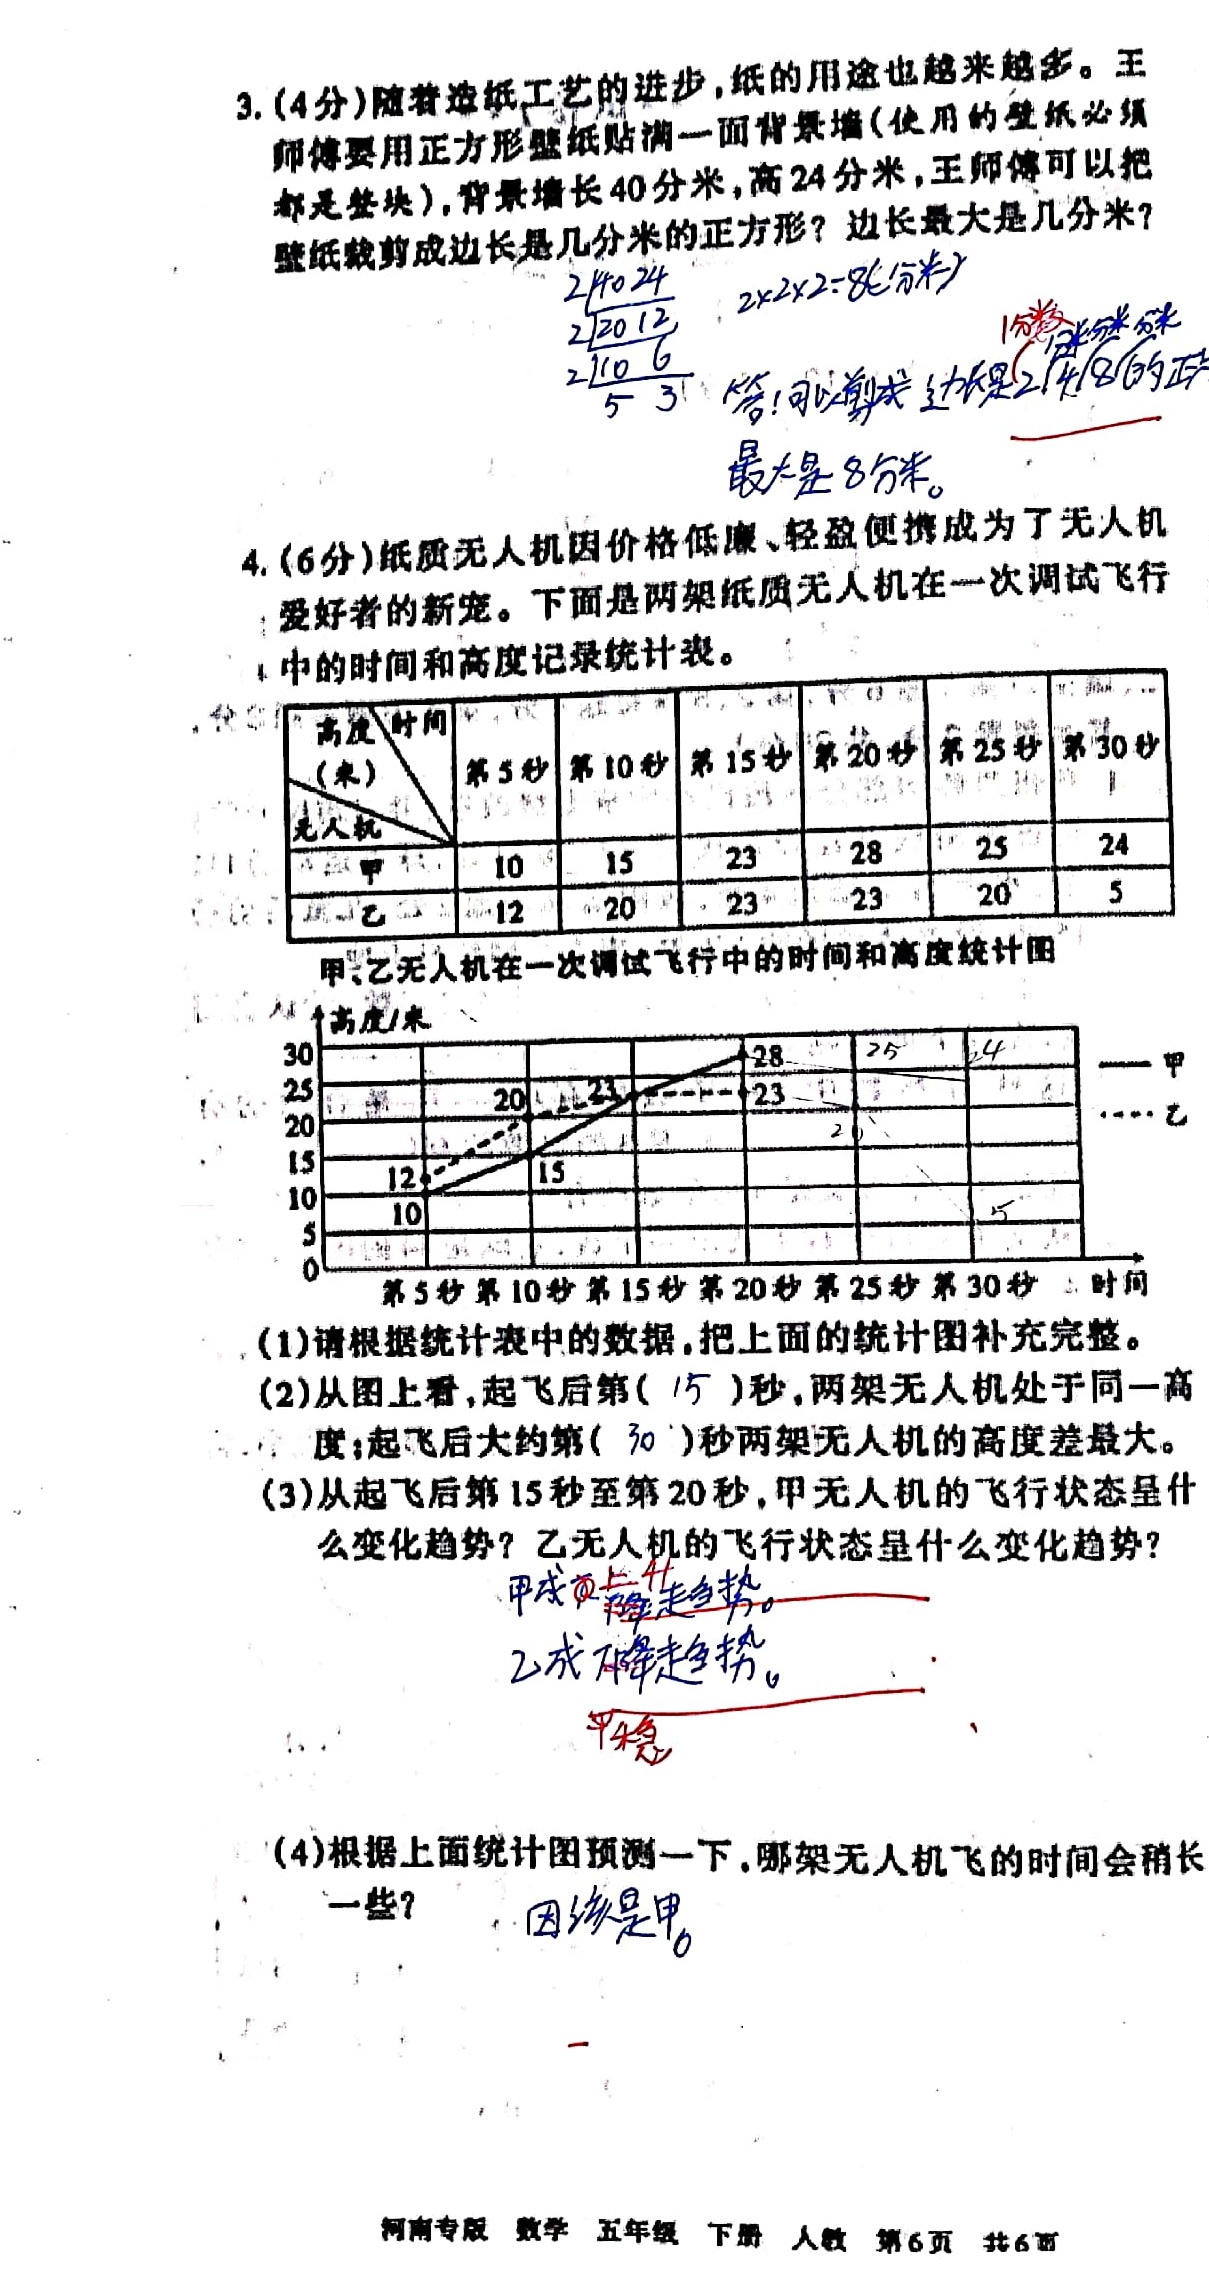 3.(4分)随着造纸工艺的进步,纸的用途也越来越多。王
师傅要用正方形壁纸贴满一面背景墙(使用的壁纸必须
都是整块),背景墙长40分米,高24分米,王师傅可以把
壁纸裁剪成边长是几分米的正方形?边长最大是几分米?
2 40 24
2×2×2=8(分米)
2 20 12
2 10 6
5 3
1分米
分米 分米 分米
答:可以剪成边长是2 4 8的正
最大是8分米。
4.(6分)纸质无人机因价格低廉、轻盈便携成为了无人机
爱好者的新宠。下面是两架纸质无人机在一次调试飞行
中的时间和高度记录统计表。
高度(米) 时间 无人机 第5秒 第10秒 第15秒 第20秒 第25秒 第30秒
甲 10 15 23 28 25 24
乙 12 20 23 23 20 5
甲、乙无人机在一次调试飞行中的时间和高度统计图
高度/米
30 28 25 24 甲
25 23 23
20 20 20 乙
15 12 15
10 10
5 5
0
第5秒 第10秒 第15秒 第20秒 第25秒 第30秒 时间
(1)请根据统计表中的数据,把上面的统计图补充完整。
(2)从图上看,起飞后第( 15 )秒,两架无人机处于同一高
度;起飞后大约第( 30 )秒两架无人机的高度差最大。
(3)从起飞后第15秒至第20秒,甲无人机的飞行状态呈什
么变化趋势?乙无人机的飞行状态呈什么变化趋势?
上升
甲成下降走趋势。
乙成下降走趋势。
平稳
(4)根据上面统计图预测一下,哪架无人机飞的时间会稍长
一些?
因该是甲。
河南专版 数学 五年级 下册 人教 第6页 共6页